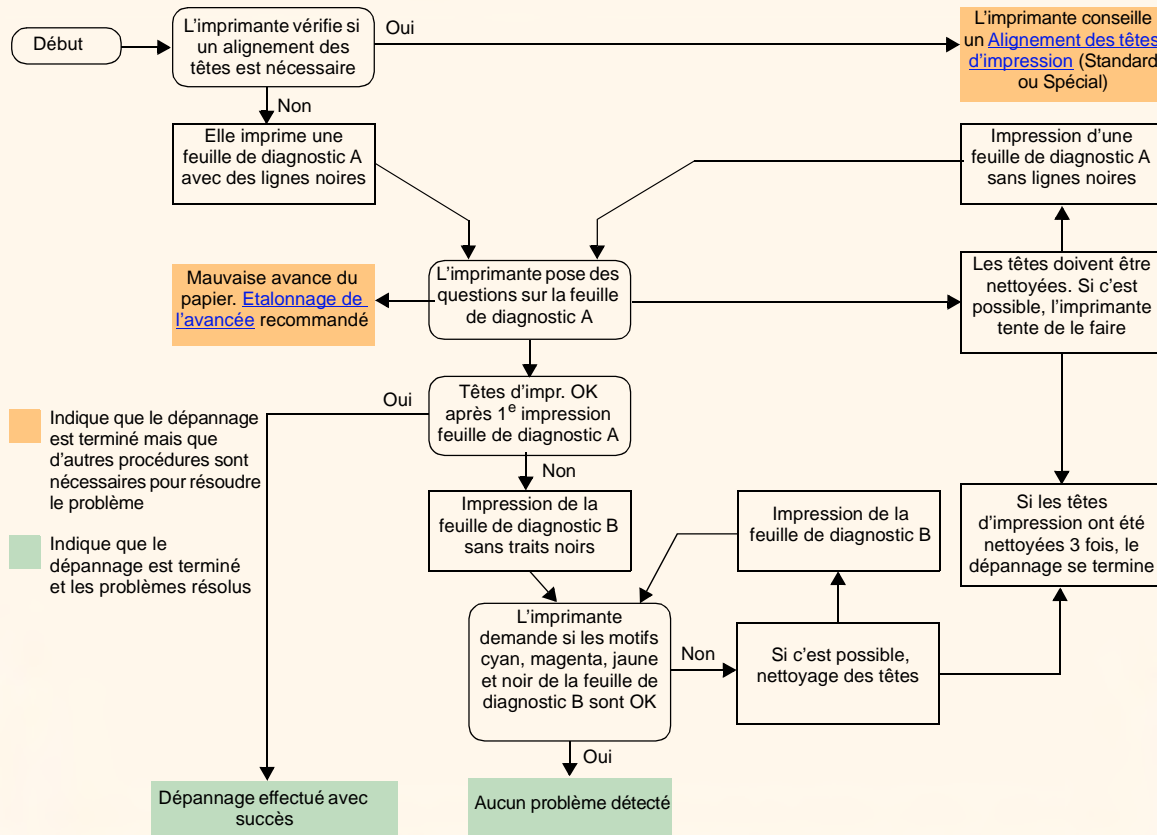 Début
L'imprimante vérifie si
un alignement des
têtes est nécessaire
Oui
L'imprimante conseille
un Alignement des têtes
d'impression (Standard
ou Spécial)
Non
Elle imprime une
feuille de diagnostic A
avec des lignes noires
Impression d'une
feuille de diagnostic A
sans lignes noires
Mauvaise avance du
papier. Etalonnage de
l'avancée recommandé
L'imprimante pose des
questions sur la feuille
de diagnostic A
Les têtes doivent être
nettoyées. Si c'est
possible, l'imprimante
tente de le faire
Oui
Têtes d'impr. OK
après 1e impression
feuille de diagnostic A
Indique que le dépannage
est terminé mais que
d'autres procédures sont
nécessaires pour résoudre
le problème
Non
Impression de la
feuille de diagnostic B
sans traits noirs
Impression de la
feuille de diagnostic B
Si les têtes
d'impression ont été
nettoyées 3 fois, le
dépannage se termine
Indique que le
dépannage est terminé
et les problèmes résolus
L'imprimante
demande si les motifs
cyan, magenta, jaune
et noir de la feuille de
diagnostic B sont OK
Non
Si c'est possible,
nettoyage des têtes
Oui
Dépannage effectué avec
succès
Aucun problème détecté